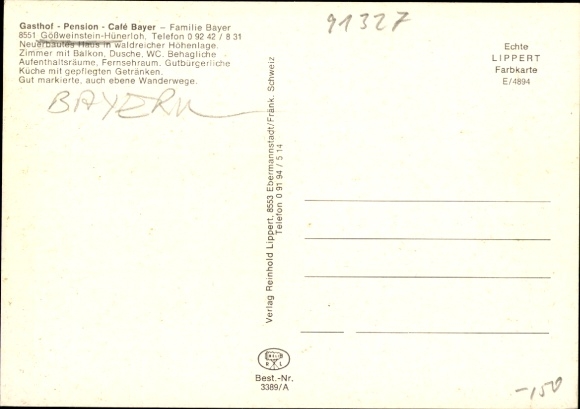 Gasthof - Pension - Café Bayer – Familie Bayer
8551 Gößweinstein-Hünerloh, Telefon 0 92 42 / 8 31
Neuerbautes Haus in waldreicher Höhenlage.
Zimmer mit Balkon, Dusche, WC. Behagliche
Aufenthaltsräume, Fernsehraum. Gutbürgerliche
Küche mit gepflegten Getränken.
Gut markierte, auch ebene Wanderwege.
BAYERN
91327
Echte
LIPPERT
Farbkarte
E/4894
Verlag Reinhold Lippert, 8553 Ebermannstadt/Fränk. Schweiz
Telefon 0 91 94 / 5 14
Best.-Nr.
3389/A
-150